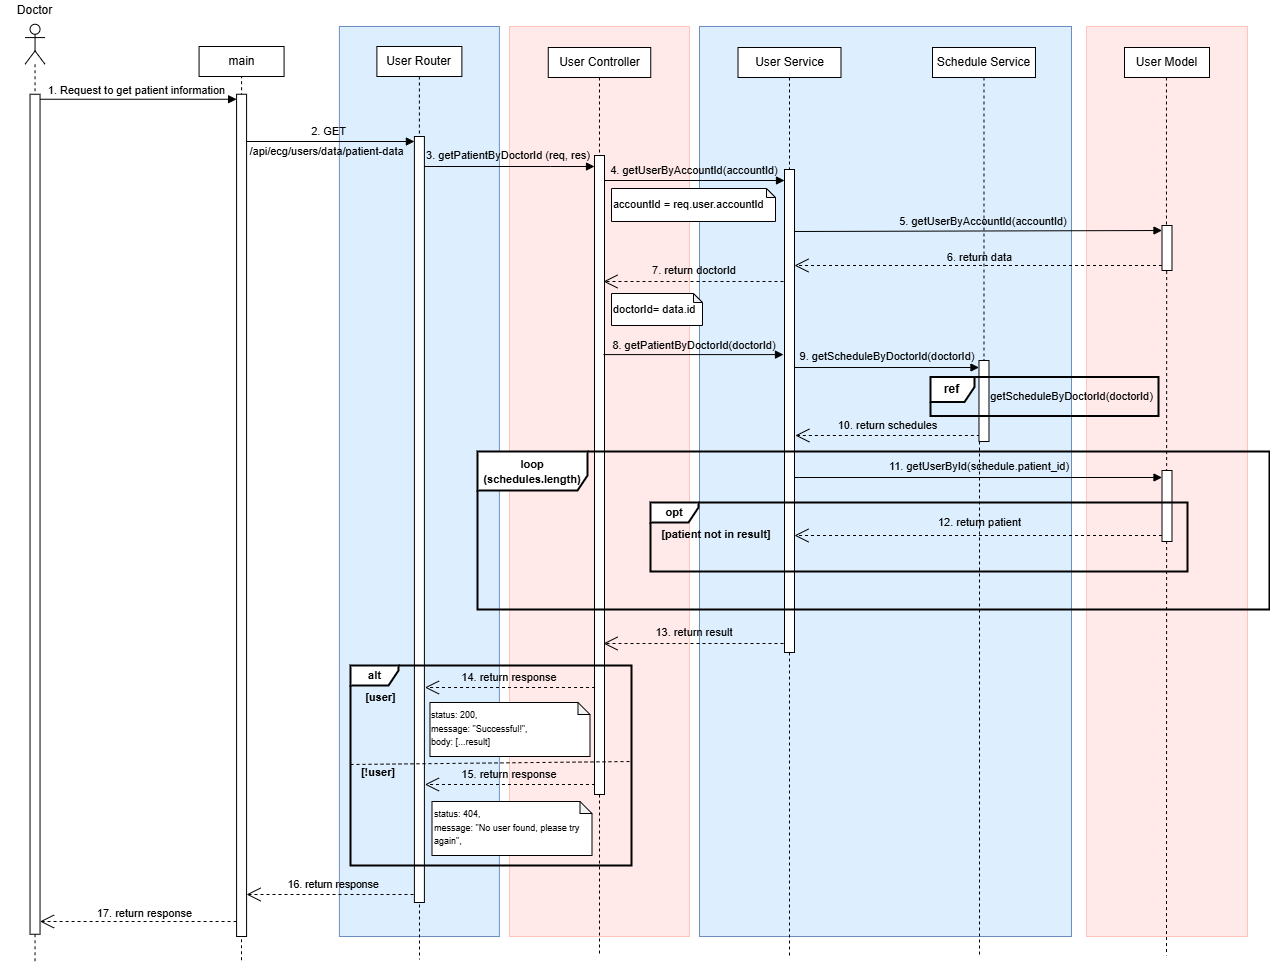 Doctor
main
User Router
User Controller
User Service
Schedule Service
User Model
1. Request to get patient information
2. GET
/api/ecg/users/data/patient-data
3. getPatientByDoctorId (req, res)
4. getUserByAccountId(accountId)
accountId = req.user.accountId
5. getUserByAccountId(accountId)
6. return data
7. return doctorId
doctorId= data.id
8. getPatientByDoctorId(doctorId)
9. getScheduleByDoctorId(doctorId)
ref
getScheduleByDoctorId(doctorId)
10. return schedules
loop
(schedules.length)
11. getUserById(schedule.patient_id)
opt
[patient not in result]
12. return patient
13. return result
alt
14. return response
[user]
status: 200,
message: "Successful!",
body: [...result]
[!user]
15. return response
status: 404,
message: "No user found, please try
again",
16. return response
17. return response